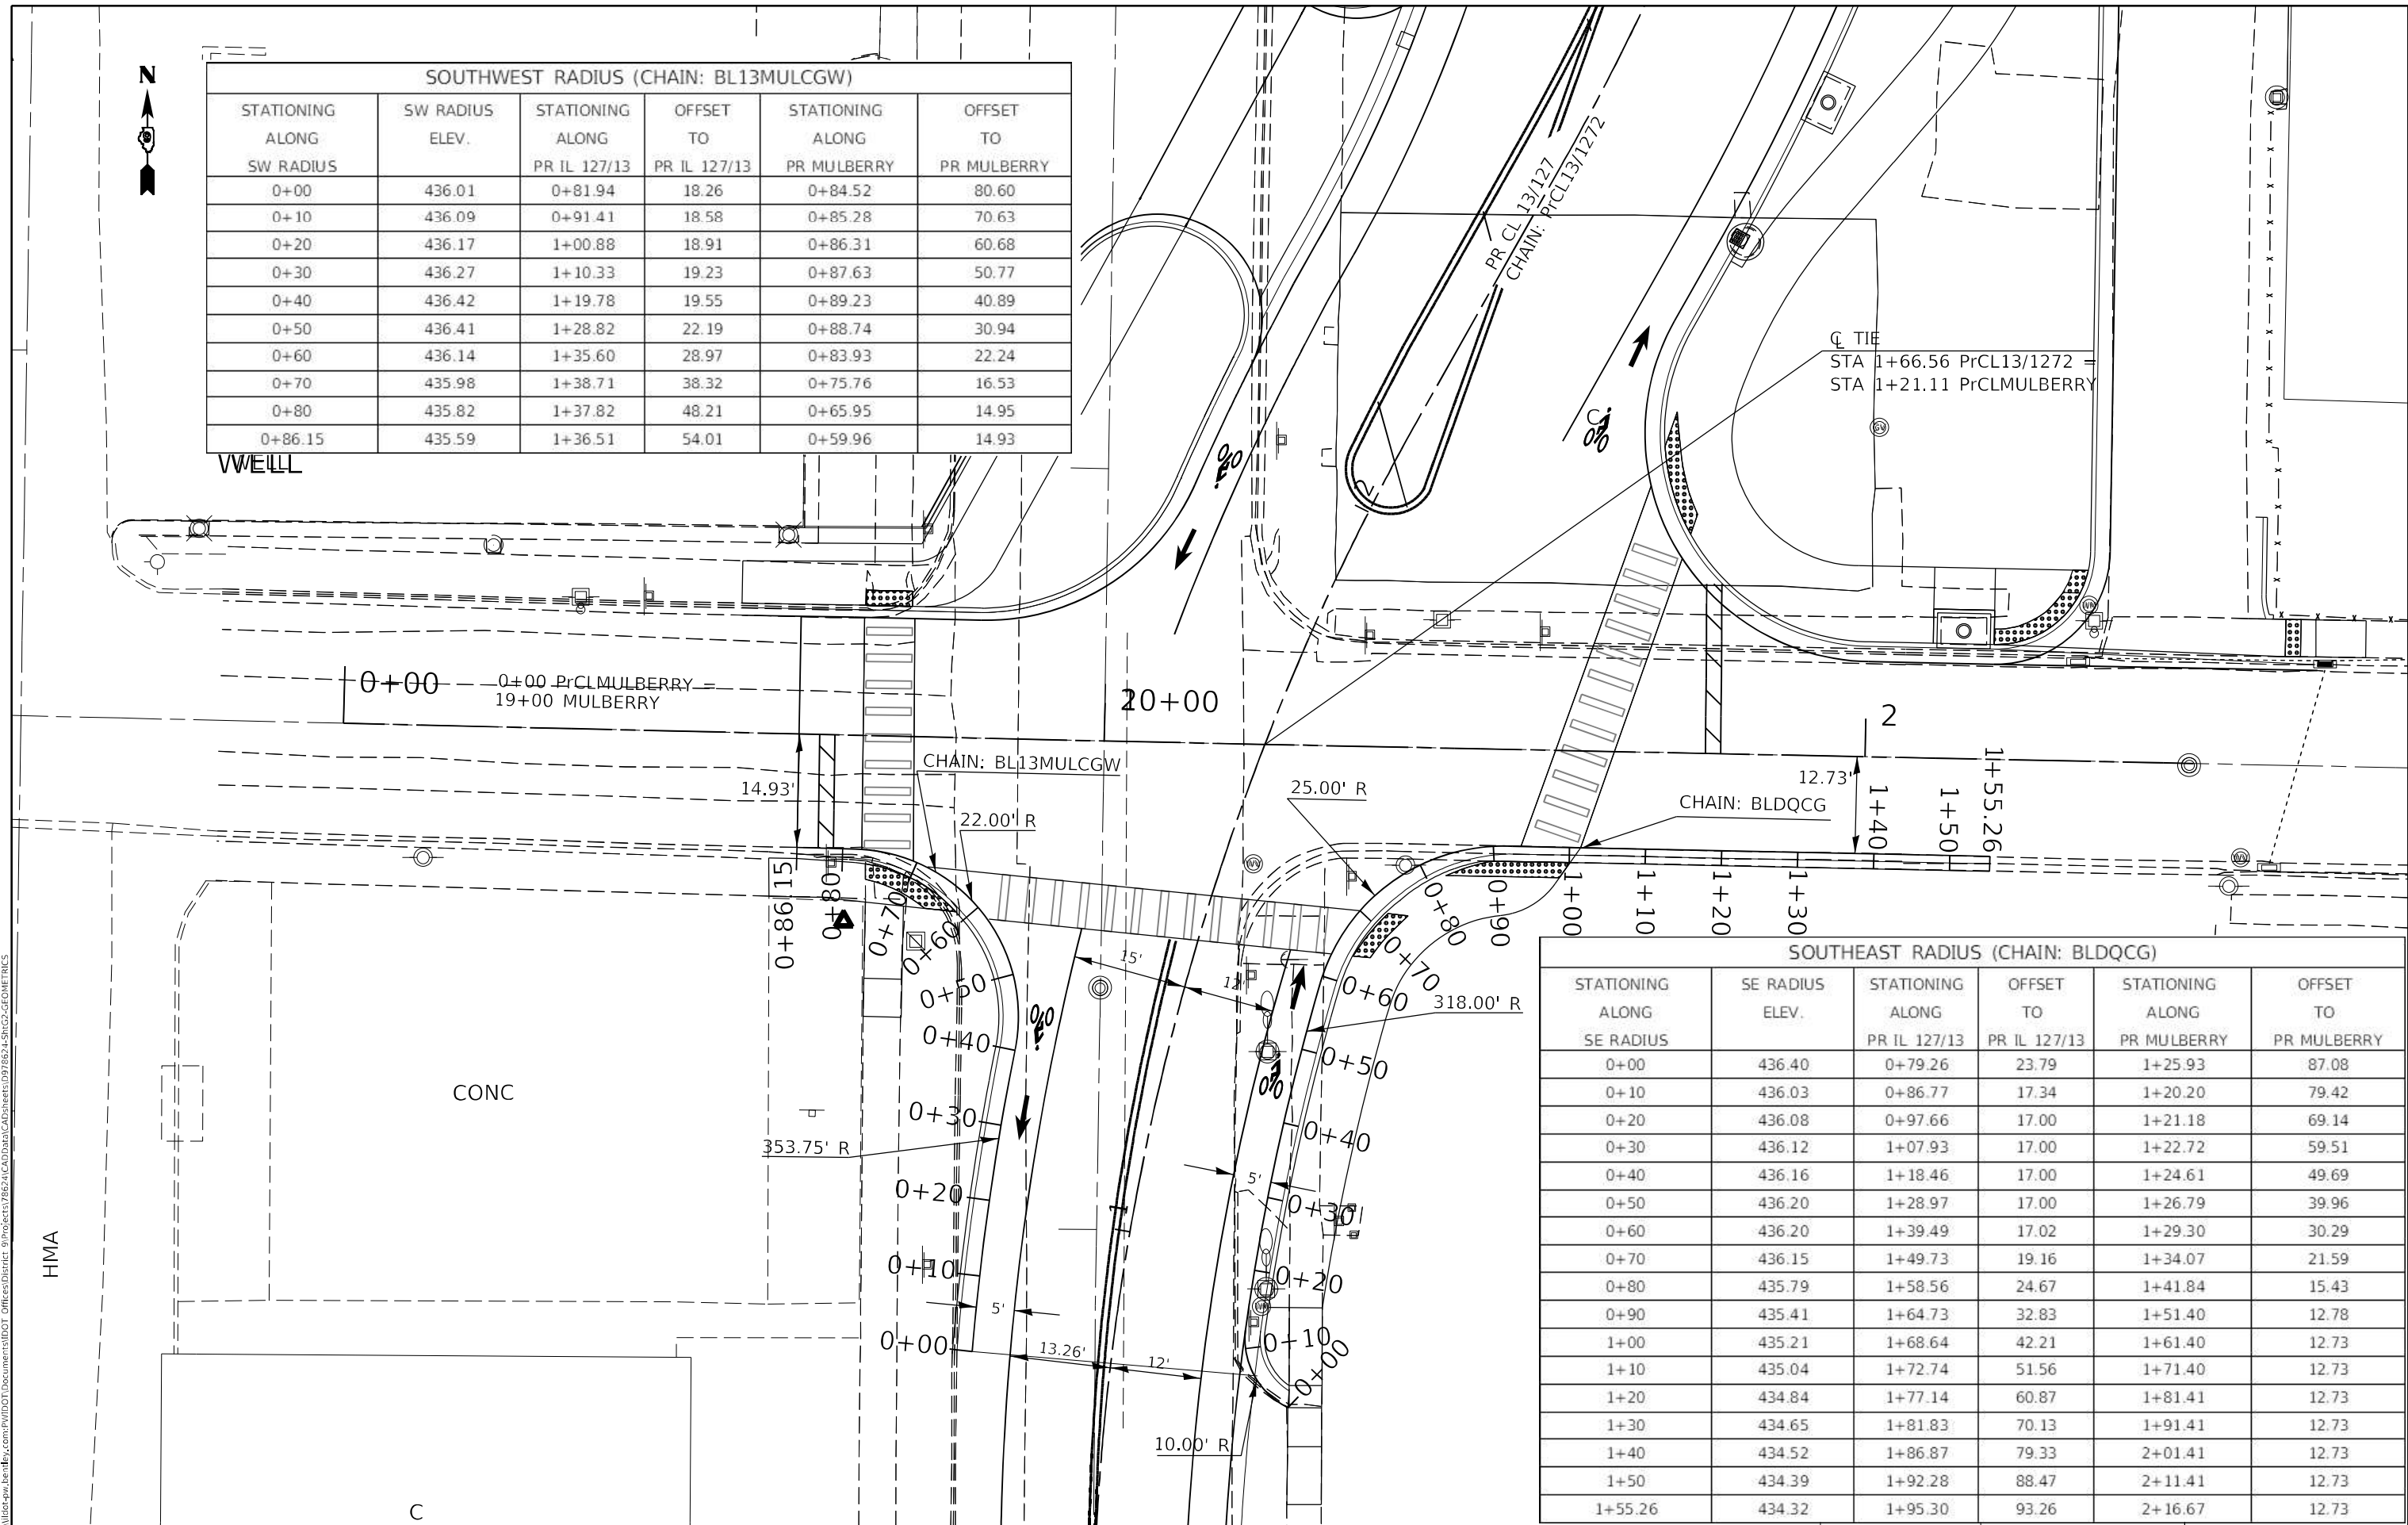 N
SOUTHWEST RADIUS (CHAIN: BL13MULCGW)
STATIONING ALONG SW RADIUS | SW RADIUS ELEV. | STATIONING ALONG PR IL 127/13 | OFFSET TO PR IL 127/13 | STATIONING ALONG PR MULBERRY | OFFSET TO PR MULBERRY
0+00 436.01 0+81.94 18.26 0+84.52 80.60
0+10 436.09 0+91.41 18.58 0+85.28 70.63
0+20 436.17 1+00.88 18.91 0+86.31 60.68
0+30 436.27 1+10.33 19.23 0+87.63 50.77
0+40 436.42 1+19.78 19.55 0+89.23 40.89
0+50 436.41 1+28.82 22.19 0+88.74 30.94
0+60 436.14 1+35.60 28.97 0+83.93 22.24
0+70 435.98 1+38.71 38.32 0+75.76 16.53
0+80 435.82 1+37.82 48.21 0+65.95 14.95
0+86.15 435.59 1+36.51 54.01 0+59.96 14.93
WELL
PR CL 13/127
CHAIN: PrCL13/1272
CL TIE
STA 1+66.56 PrCL13/1272 =
STA 1+21.11 PrCLMULBERRY
2
0+00
0+00 PrCLMULBERRY =
19+00 MULBERRY
20+00
2
14.93'
CHAIN: BL13MULCGW
22.00' R
25.00' R
12.73'
CHAIN: BLDQCG
1+40
1+50
1+55.26
0+86.15
0+80
0+70
0+60
0+50
0+40
0+30
0+20
0+10
0+00
353.75' R
15'
12'
5'
13.26'
12'
1
5'
318.00' R
10.00' R
0+00
0+10
0+20
0+30
0+40
0+50
0+60
0+70
0+80
0+90
1+00
1+10
1+20
1+30
CONC
HMA
C
SOUTHEAST RADIUS (CHAIN: BLDQCG)
STATIONING ALONG SE RADIUS | SE RADIUS ELEV. | STATIONING ALONG PR IL 127/13 | OFFSET TO PR IL 127/13 | STATIONING ALONG PR MULBERRY | OFFSET TO PR MULBERRY
0+00 436.40 0+79.26 23.79 1+25.93 87.08
0+10 436.03 0+86.77 17.34 1+20.20 79.42
0+20 436.08 0+97.66 17.00 1+21.18 69.14
0+30 436.12 1+07.93 17.00 1+22.72 59.51
0+40 436.16 1+18.46 17.00 1+24.61 49.69
0+50 436.20 1+28.97 17.00 1+26.79 39.96
0+60 436.20 1+39.49 17.02 1+29.30 30.29
0+70 436.15 1+49.73 19.16 1+34.07 21.59
0+80 435.79 1+58.56 24.67 1+41.84 15.43
0+90 435.41 1+64.73 32.83 1+51.40 12.78
1+00 435.21 1+68.64 42.21 1+61.40 12.73
1+10 435.04 1+72.74 51.56 1+71.40 12.73
1+20 434.84 1+77.14 60.87 1+81.41 12.73
1+30 434.65 1+81.83 70.13 1+91.41 12.73
1+40 434.52 1+86.87 79.33 2+01.41 12.73
1+50 434.39 1+92.28 88.47 2+11.41 12.73
1+55.26 434.32 1+95.30 93.26 2+16.67 12.73